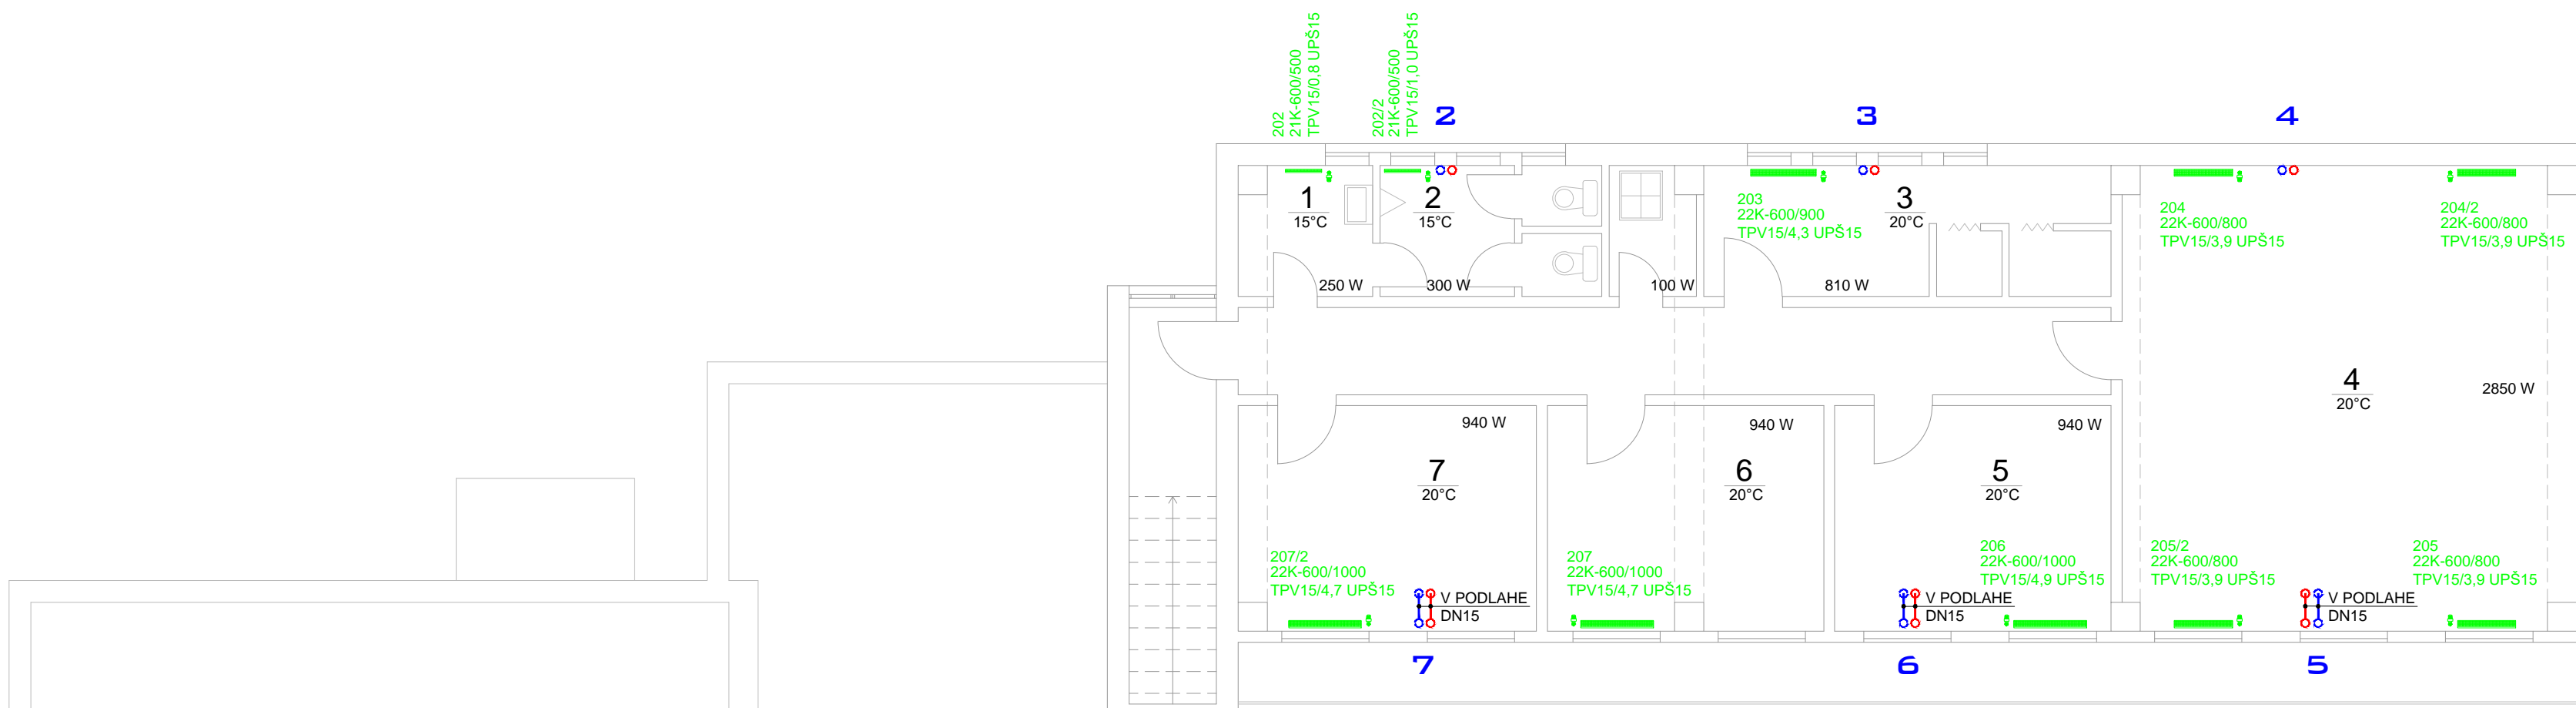 202
21K-600/500
TPV15/0,8 UPŠ15
202/2
21K-600/500
TPV15/1,0 UPŠ15
2
3
4
1
15°C
2
15°C
203
22K-600/900
TPV15/4,3 UPŠ15
3
20°C
204
22K-600/800
TPV15/3,9 UPŠ15
204/2
22K-600/800
TPV15/3,9 UPŠ15
250 W
300 W
100 W
810 W
4
20°C
2850 W
940 W
940 W
940 W
7
20°C
6
20°C
5
20°C
207/2
22K-600/1000
TPV15/4,7 UPŠ15
V PODLAHE
DN15
207
22K-600/1000
TPV15/4,7 UPŠ15
206
22K-600/1000
TPV15/4,9 UPŠ15
V PODLAHE
DN15
205/2
22K-600/800
TPV15/3,9 UPŠ15
205
22K-600/800
TPV15/3,9 UPŠ15
V PODLAHE
DN15
7
6
5